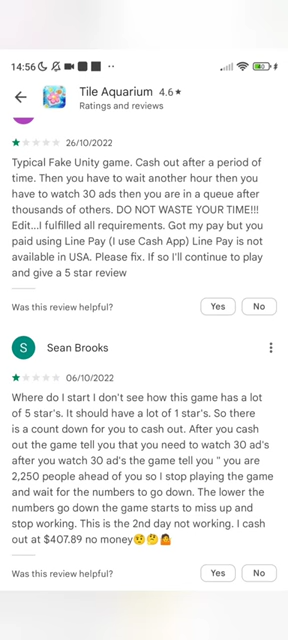 14:56
Tile Aquarium 4.6★
Ratings and reviews
★ 26/10/2022
Typical Fake Unity game. Cash out after a period of
time. Then you have to wait another hour then you
have to watch 30 ads then you are in a queue after
thousands of others. DO NOT WASTE YOUR TIME!!!
Edit...I fulfilled all requirements. Got my pay but you
paid using Line Pay (I use Cash App) Line Pay is not
available in USA. Please fix. If so I'll continue to play
and give a 5 star review
Was this review helpful? Yes No
S Sean Brooks
★ 06/10/2022
Where do I start I don't see how this game has a lot
of 5 star's. It should have a lot of 1 star's. So there
is a count down for you to cash out. After you cash
out the game tell you that you need to watch 30 ad's
after you watch 30 ad's the game tell you " you are
2,250 people ahead of you so I stop playing the game
and wait for the numbers to go down. The lower the
numbers go down the game starts to miss up and
stop working. This is the 2nd day not working. I cash
out at $407.89 no money🤨🤔🤷
Was this review helpful? Yes No